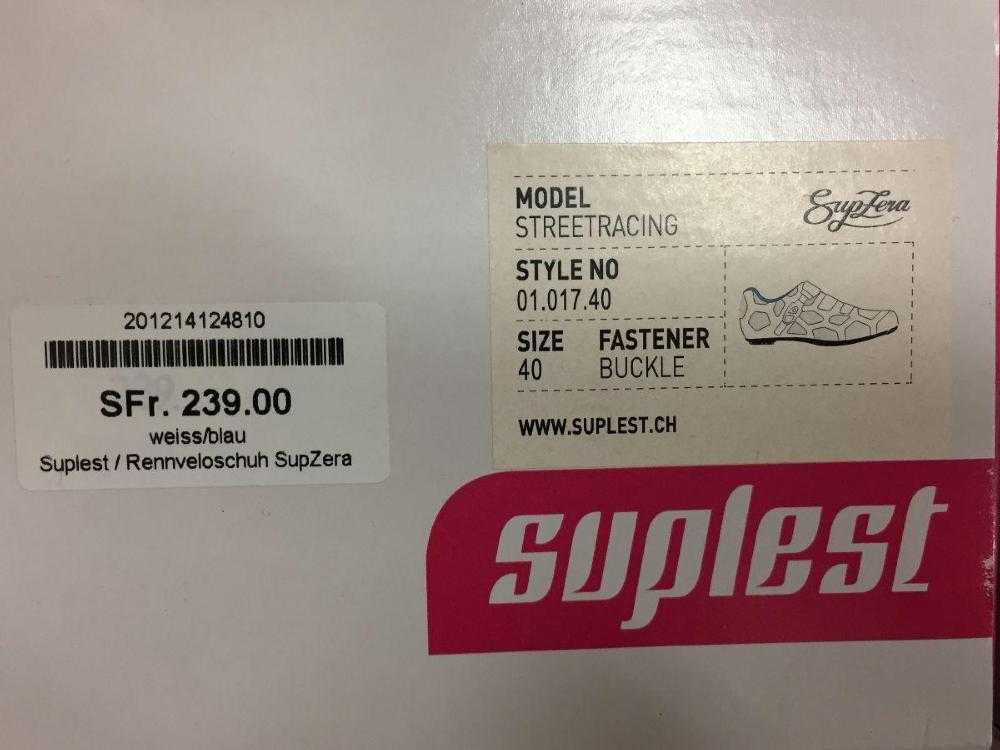 201214124810
SFr. 239.00
weiss/blau
Suplest / Rennveloschuh SupZera
MODEL
STREETRACING
SupZera
STYLE NO
01.017.40
SIZE FASTENER
40 BUCKLE
WWW.SUPLEST.CH
suplest